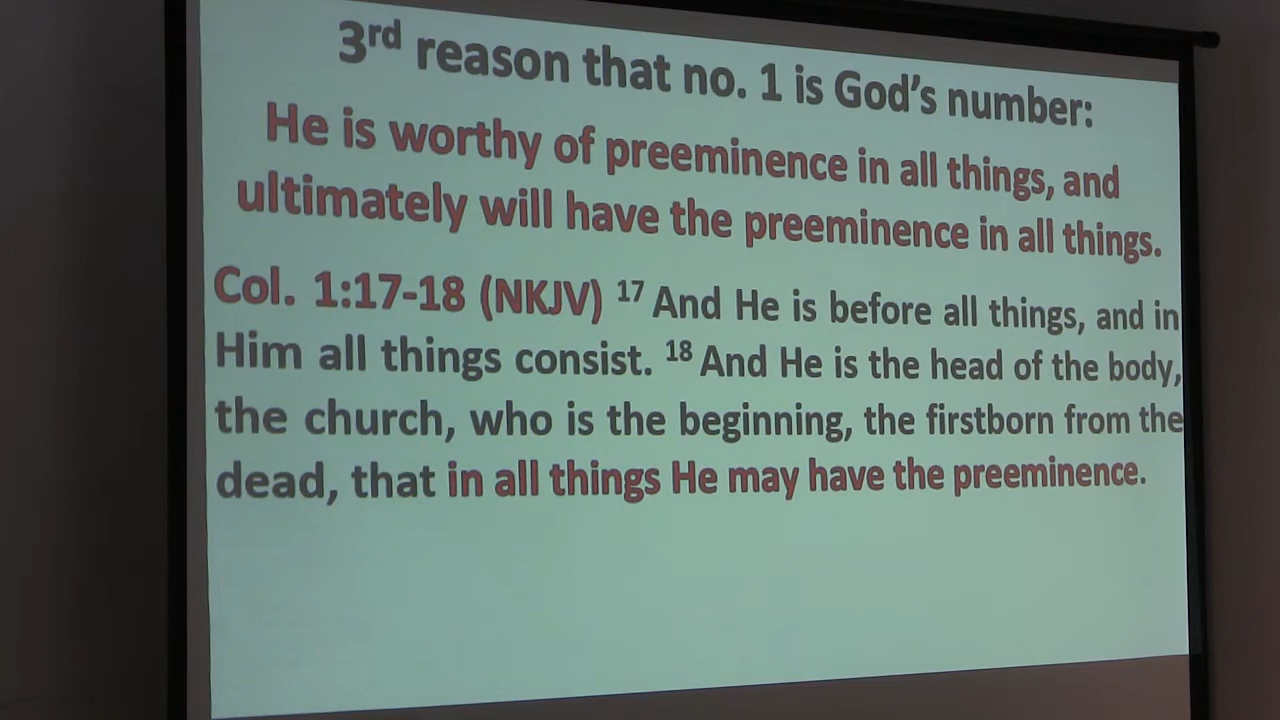 3rd reason that no. 1 is God's number:
He is worthy of preeminence in all things, and
ultimately will have the preeminence in all things.
Col. 1:17-18 (NKJV) 17 And He is before all things, and in
Him all things consist. 18 And He is the head of the body,
the church, who is the beginning, the firstborn from the
dead, that in all things He may have the preeminence.